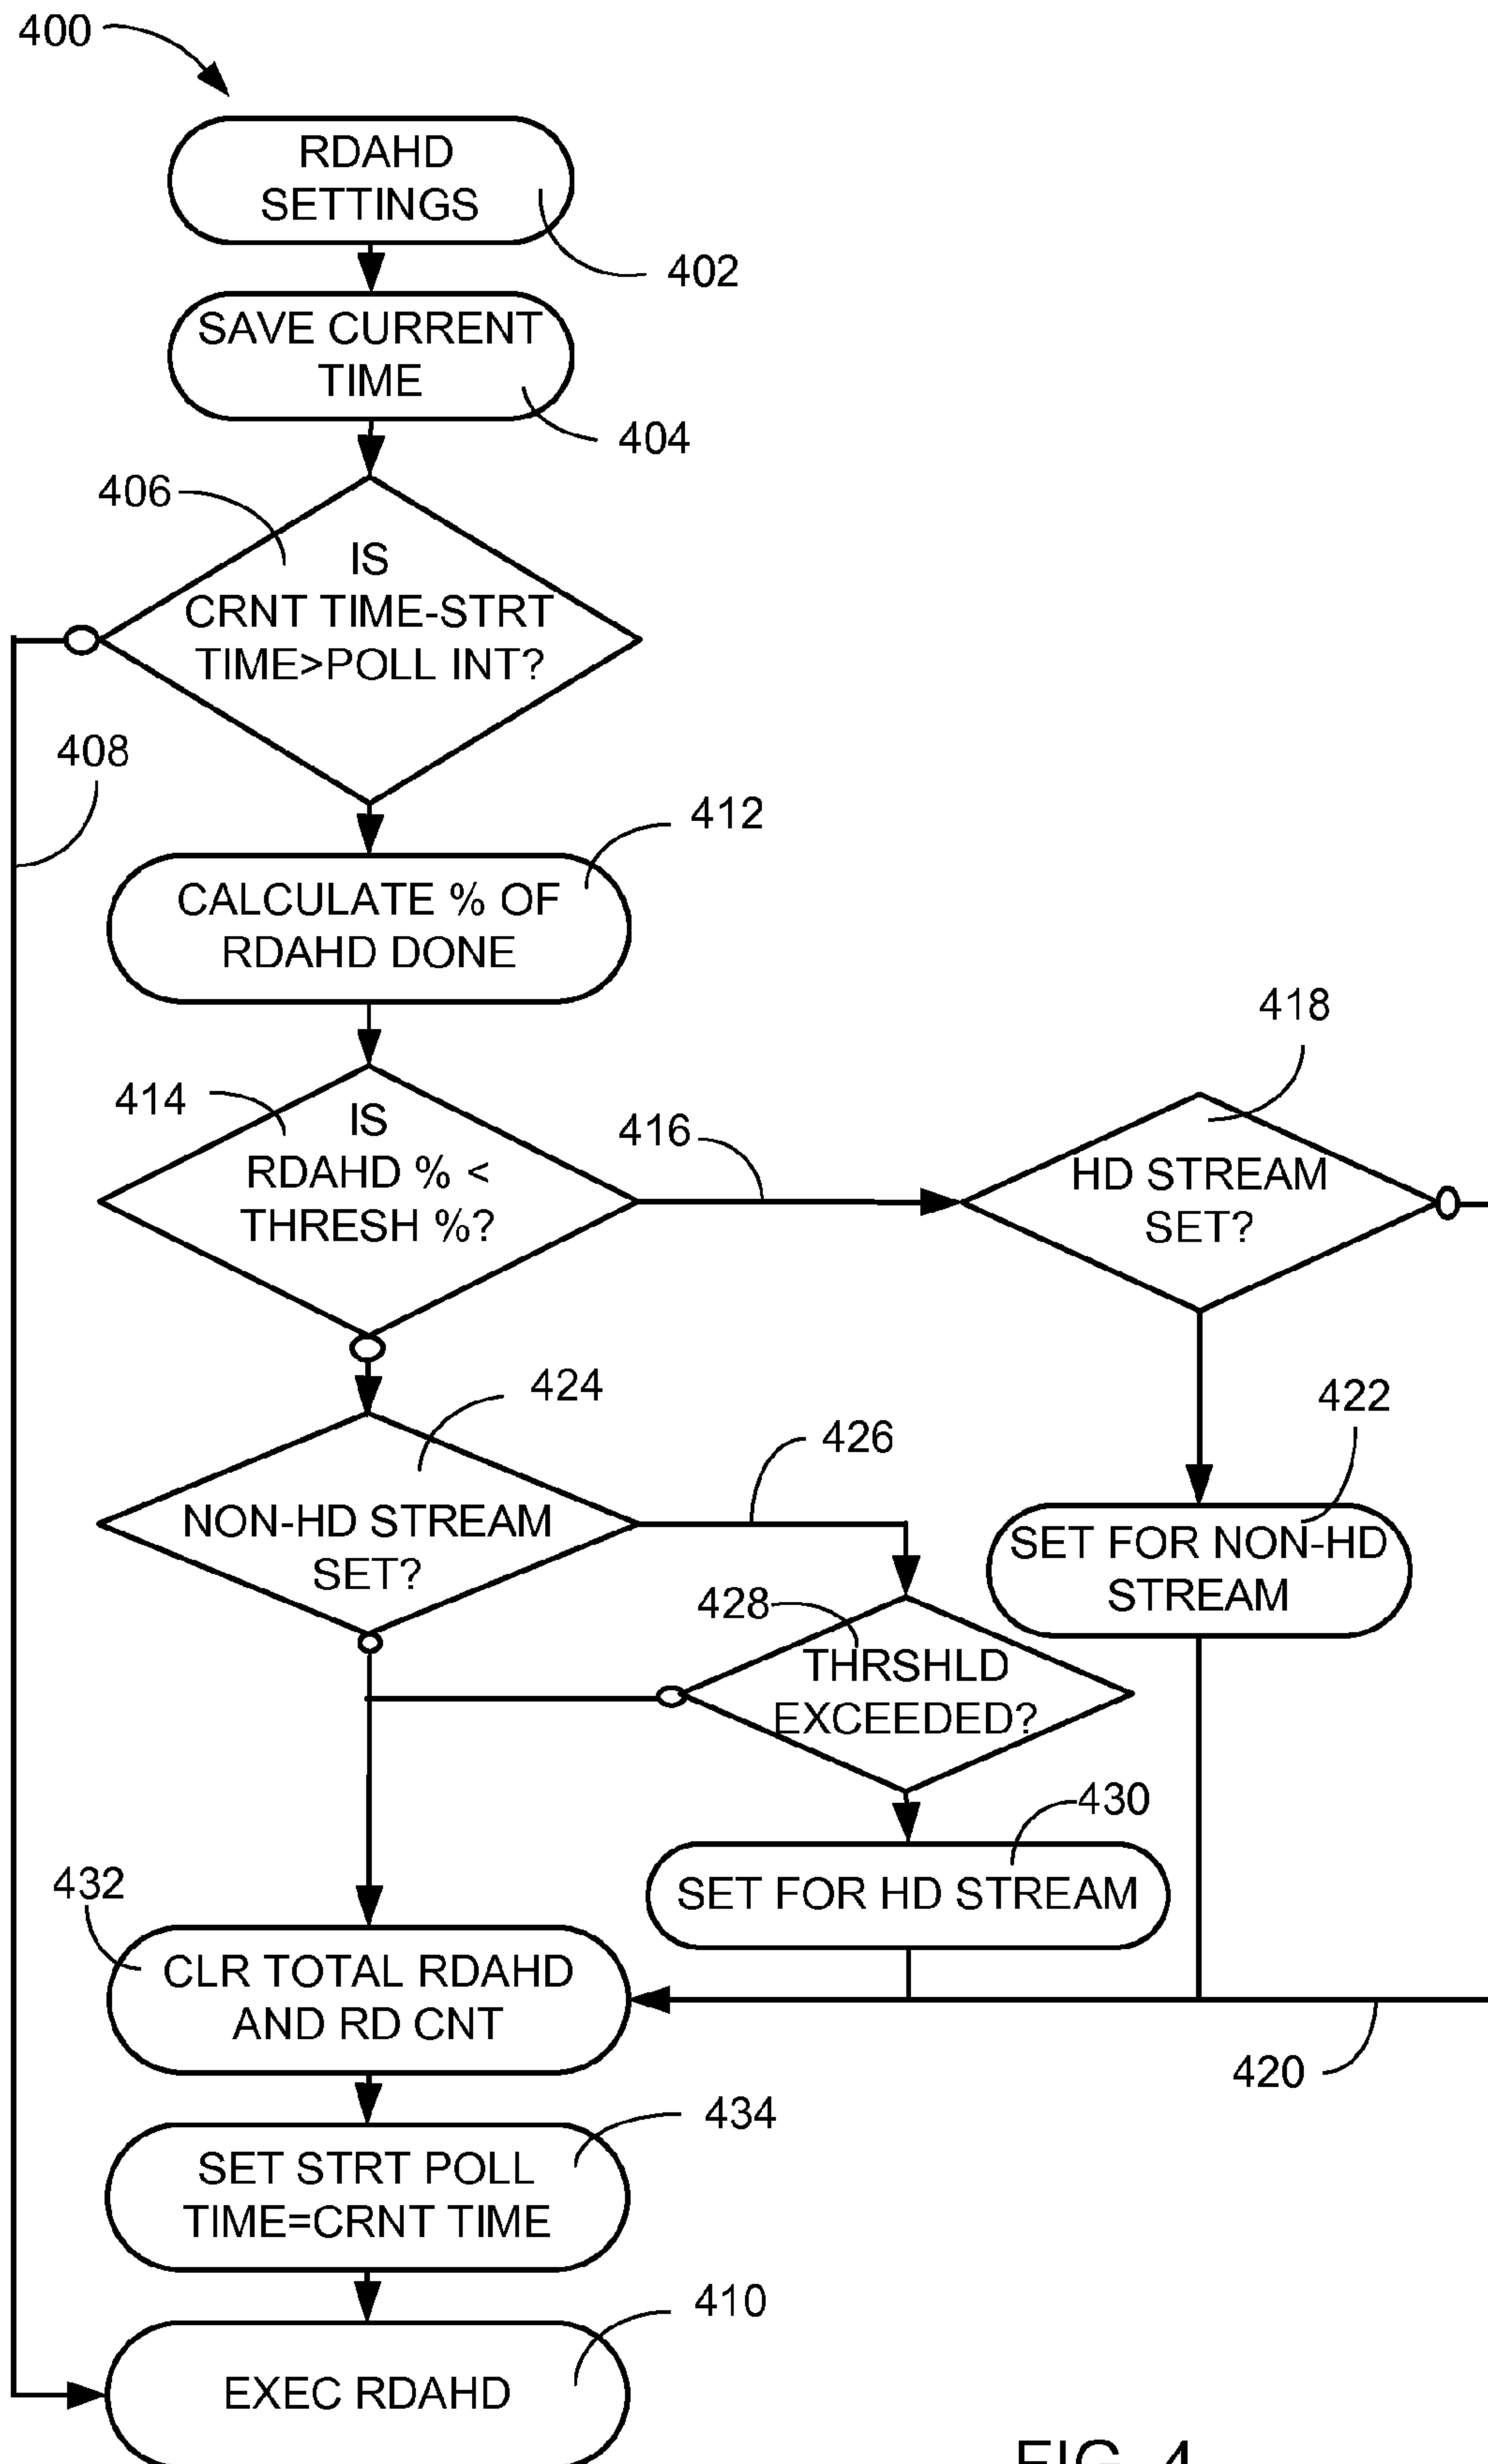 400
RDAHD
SETTINGS
402
SAVE CURRENT
TIME
404
406
IS
CRNT TIME-STRT
TIME>POLL INT?
408
412
CALCULATE % OF
RDAHD DONE
418
414
IS
RDAHD % <
THRESH %?
416
HD STREAM
SET?
424
422
426
NON-HD STREAM
SET?
SET FOR NON-HD
STREAM
428
THRSHLD
EXCEEDED?
430
432
SET FOR HD STREAM
CLR TOTAL RDAHD
AND RD CNT
420
434
SET STRT POLL
TIME=CRNT TIME
410
EXEC RDAHD
FIG. 4